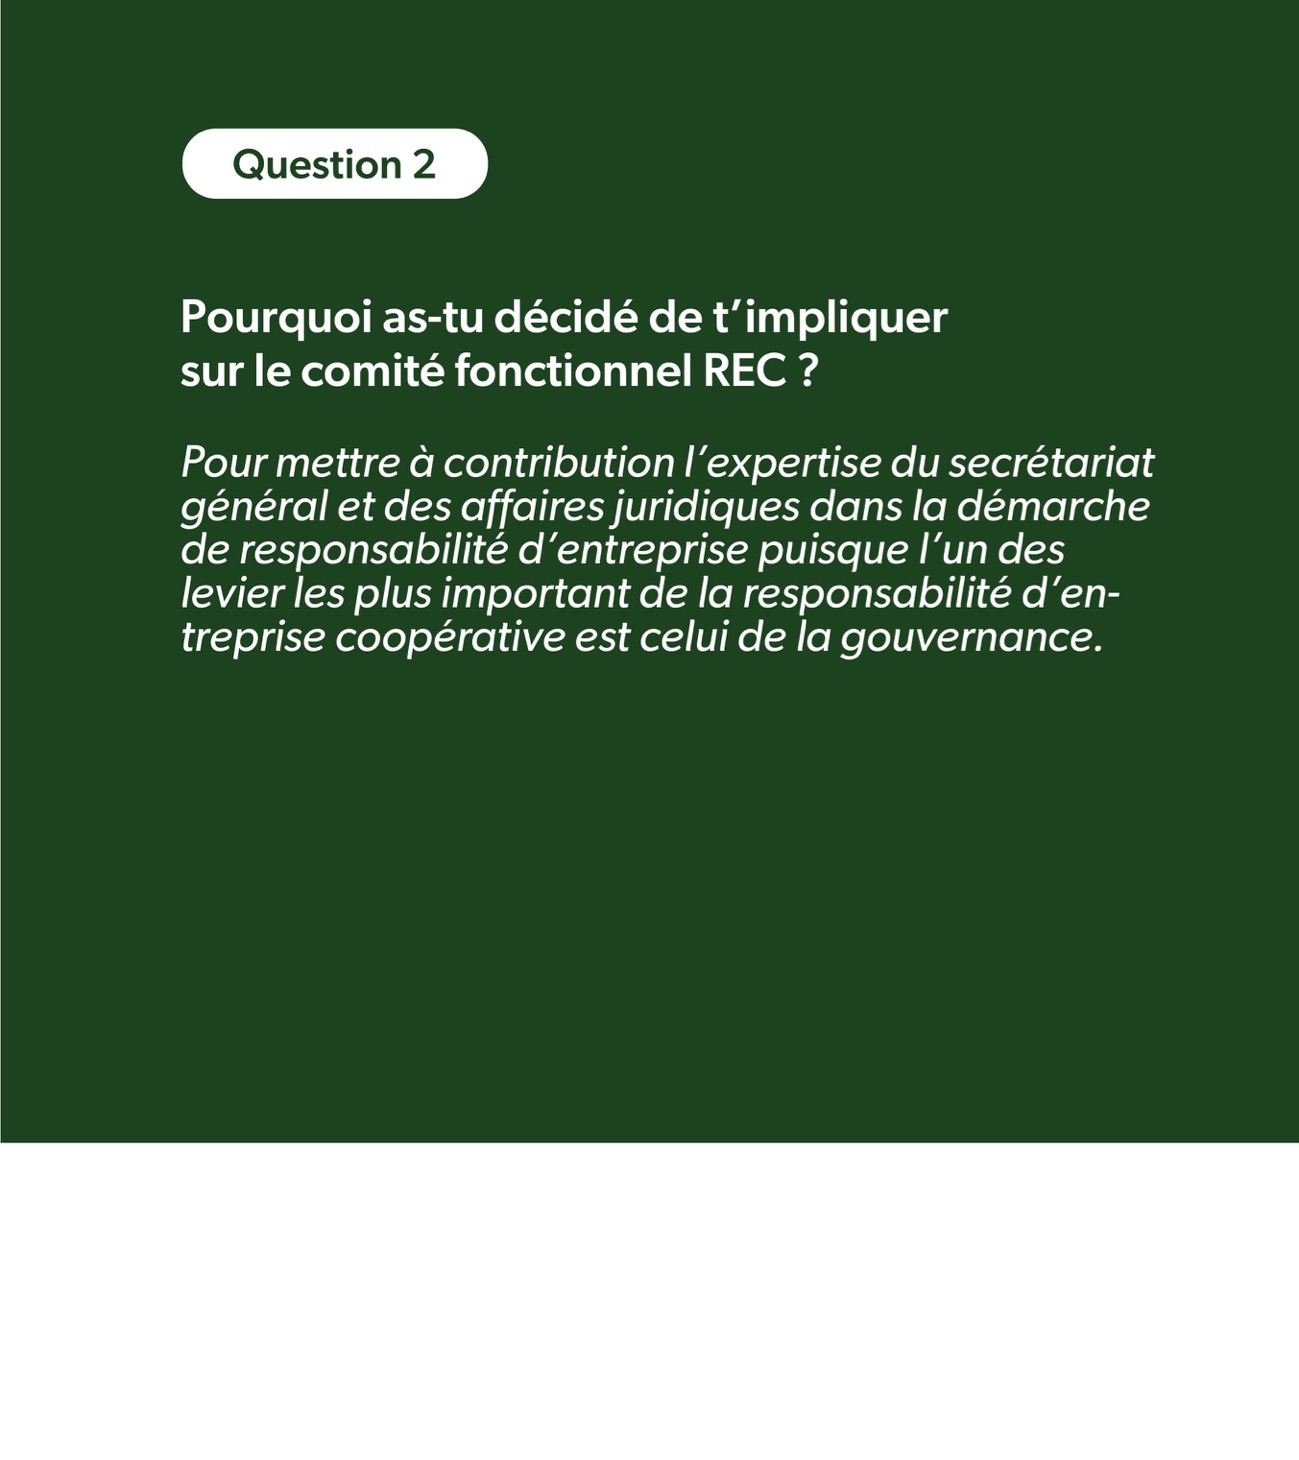 Question 2
Pourquoi as-tu décidé de t’impliquer
sur le comité fonctionnel REC ?
Pour mettre à contribution l’expertise du secrétariat
général et des affaires juridiques dans la démarche
de responsabilité d’entreprise puisque l’un des
levier les plus important de la responsabilité d’en-
treprise coopérative est celui de la gouvernance.